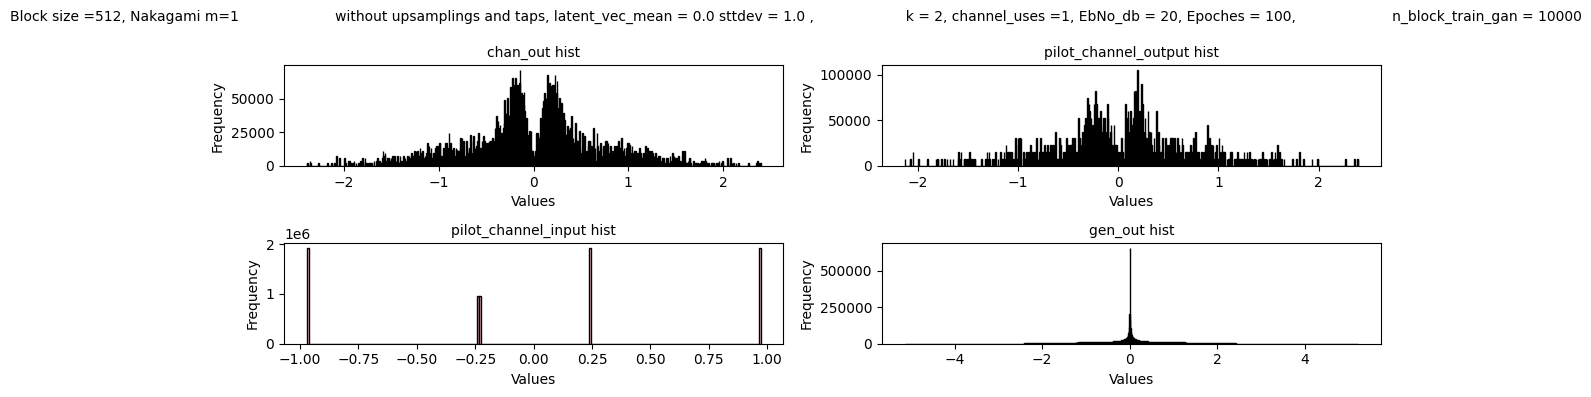 Block size =512, Nakagami m=1 without upsamplings and taps, latent_vec_mean = 0.0 sttdev = 1.0 , k = 2, channel_uses =1, EbNo_db = 20, Epoches = 100, n_block_train_gan = 10000
chan_out hist
Frequency
50000
25000
0
−2 −1 0 1 2
Values
pilot_channel_output hist
Frequency
100000
50000
0
−2 −1 0 1 2
Values
pilot_channel_input hist
1e6
Frequency
2
1
0
−1.00 −0.75 −0.50 −0.25 0.00 0.25 0.50 0.75 1.00
Values
gen_out hist
Frequency
500000
250000
0
−4 −2 0 2 4
Values